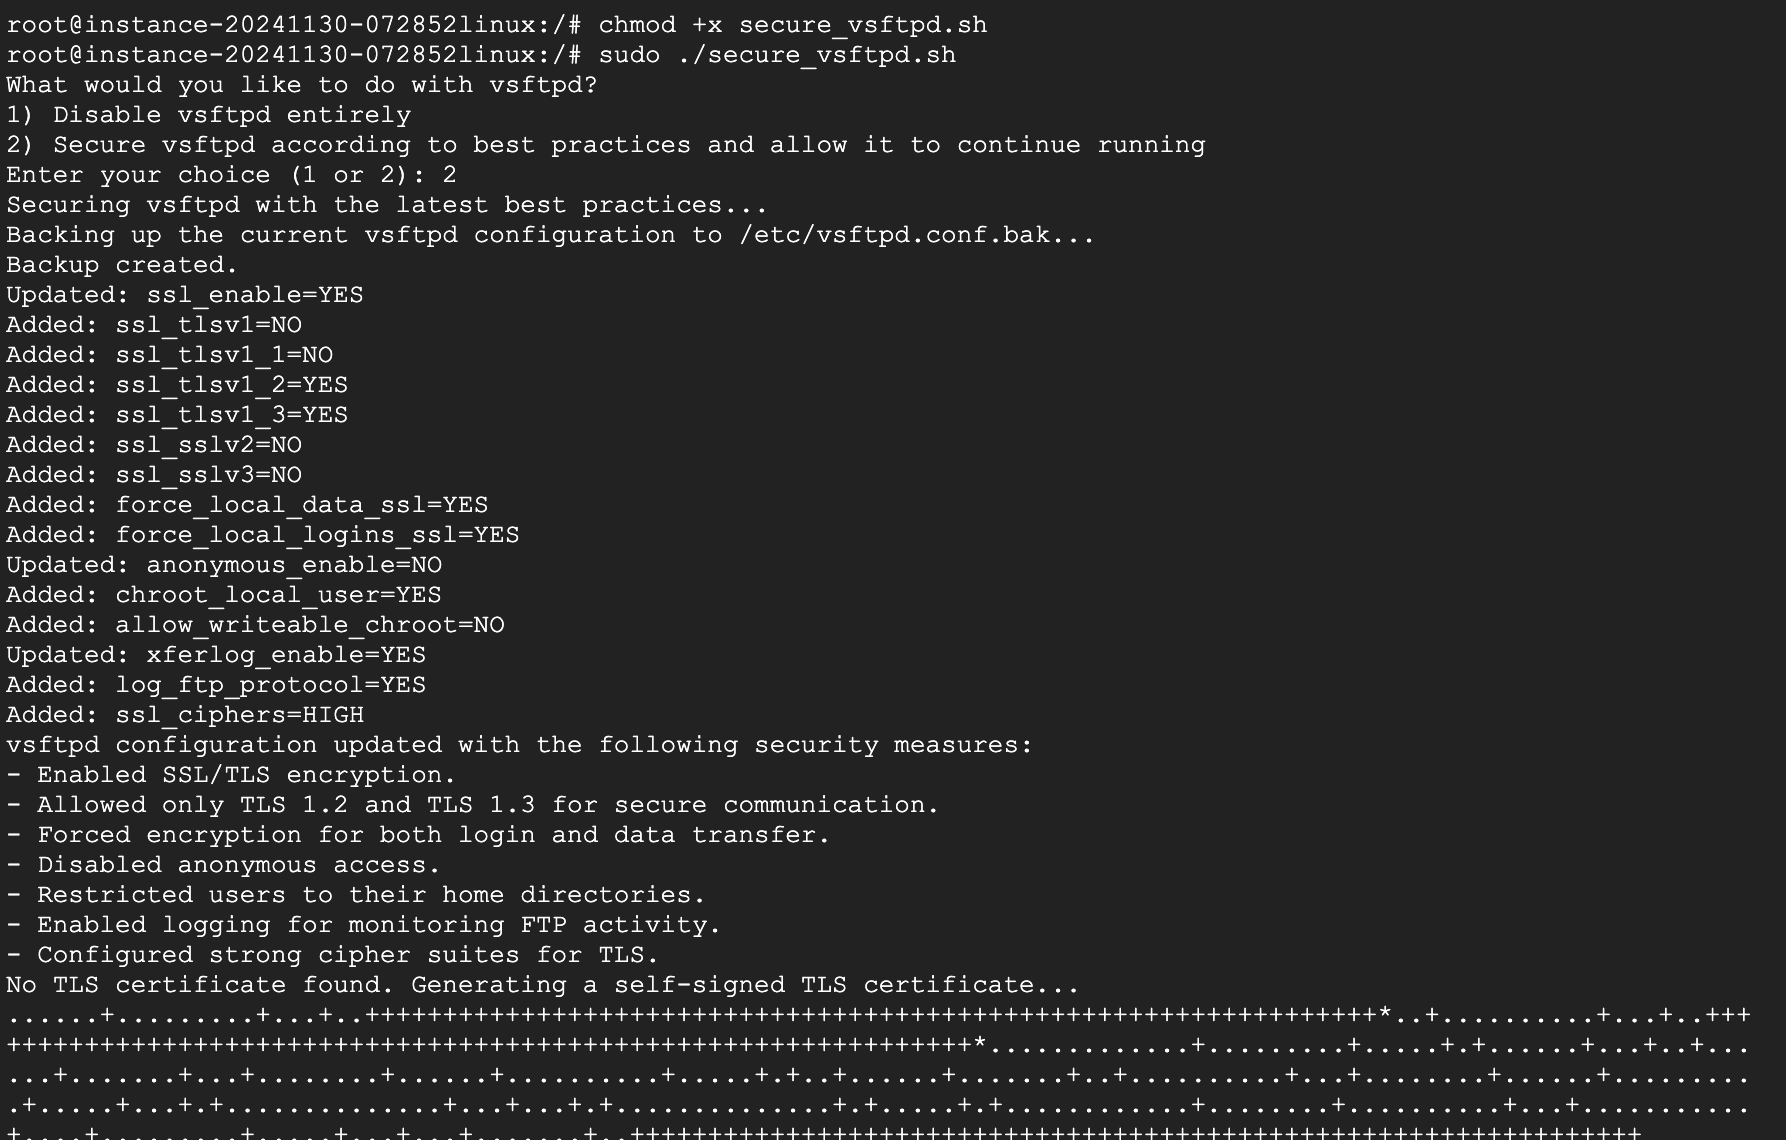 root@instance-20241130-072852linux:/# chmod +x secure_vsftpd.sh
root@instance-20241130-072852linux:/# sudo ./secure_vsftpd.sh
What would you like to do with vsftpd?
1) Disable vsftpd entirely
2) Secure vsftpd according to best practices and allow it to continue running
Enter your choice (1 or 2): 2
Securing vsftpd with the latest best practices...
Backing up the current vsftpd configuration to /etc/vsftpd.conf.bak...
Backup created.
Updated: ssl_enable=YES
Added: ssl_tlsv1=NO
Added: ssl_tlsv1_1=NO
Added: ssl_tlsv1_2=YES
Added: ssl_tlsv1_3=YES
Added: ssl_sslv2=NO
Added: ssl_sslv3=NO
Added: force_local_data_ssl=YES
Added: force_local_logins_ssl=YES
Updated: anonymous_enable=NO
Added: chroot_local_user=YES
Added: allow_writeable_chroot=NO
Updated: xferlog_enable=YES
Added: log_ftp_protocol=YES
Added: ssl_ciphers=HIGH
vsftpd configuration updated with the following security measures:
- Enabled SSL/TLS encryption.
- Allowed only TLS 1.2 and TLS 1.3 for secure communication.
- Forced encryption for both login and data transfer.
- Disabled anonymous access.
- Restricted users to their home directories.
- Enabled logging for monitoring FTP activity.
- Configured strong cipher suites for TLS.
No TLS certificate found. Generating a self-signed TLS certificate...
......+.........+...+..+++++++++++++++++++++++++++++++++++++++++++++++++++++++++++++++++*..+..........+...+..+++
++++++++++++++++++++++++++++++++++++++++++++++++++++++++++++++*.............+.........+.....+.+......+...+..+...
...+.......+...+........+......+..........+.....+.+..+......+.......+..+..........+...+........+......+.........
.+.....+...+.+..............+...+...+.+..............+.+.....+.+............+........+..........+...+...........
+....+.........+.....+...+...+.......+..+++++++++++++++++++++++++++++++++++++++++++++++++++++++++++++++++